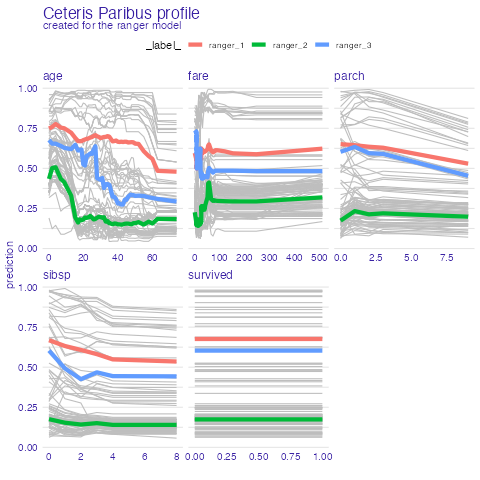 Ceteris Paribus profile
created for the ranger model
_label_ ranger_1 ranger_2 ranger_3
age fare parch
1.00
0.75
0.50
0.25
0.00
0 20 40 60 0 100 200 300 400 500 0.0 2.5 5.0 7.5
prediction
sibsp survived
1.00
0.75
0.50
0.25
0.00
0 2 4 6 8 0.00 0.25 0.50 0.75 1.00